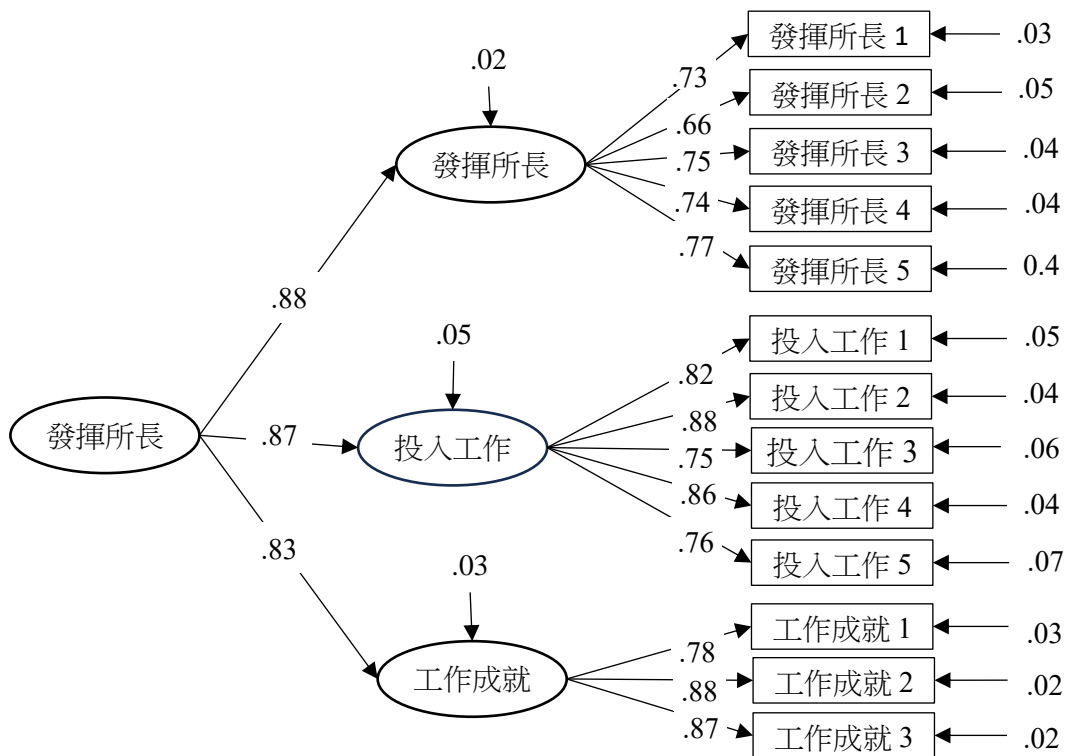 發揮所長 1
.03
.02
.73
發揮所長 2
.05
.66
發揮所長
.75
發揮所長 3
.04
.74
發揮所長 4
.04
.77
發揮所長 5
0.4
.88
.05
投入工作 1
.05
.82
投入工作 2
.04
.88
發揮所長
.87
投入工作
.75
投入工作 3
.06
.86
投入工作 4
.04
.76
投入工作 5
.07
.83
.03
工作成就 1
.03
.78
工作成就
.88
工作成就 2
.02
.87
工作成就 3
.02